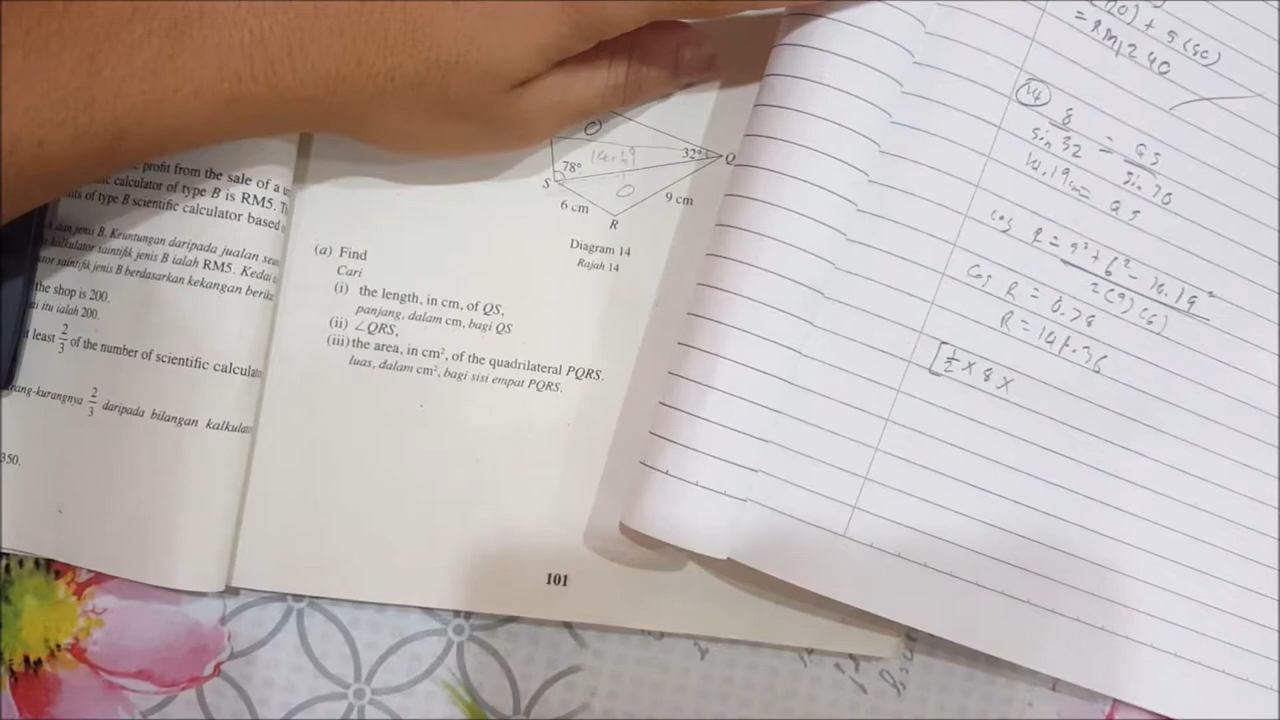 profit from the sale of a
calculator of type B is RM5. T
nts of type B scientific calculator based
dan jenis B. Keuntungan daripada jualan
kalkulator saintifik jenis B ialah RM5. Kedai
saintifik jenis B berdasarkan kekangan
the shop is 200.
itu ialah 200.
least 2/3 of the number of scientific calculato
rang-kurangnya 2/3 daripada bilangan kalkula
350.
32°
Q
78°
S
6 cm
9 cm
R
Diagram 14
Rajah 14
(a) Find
Cari
(i) the length, in cm, of QS,
panjang, dalam cm, bagi QS
(ii) ∠QRS,
(iii) the area, in cm², of the quadrilateral PQRS.
luas, dalam cm², bagi sisi empat PQRS.
101
) + 5(50)
14
8/sin 32 = QS/sin 70
14.19 = QS
cos R = 9² + 6² - 14.19² / 2(9)(6)
cos R = 0.78
R = 141.36
[1/2 × 8 ×